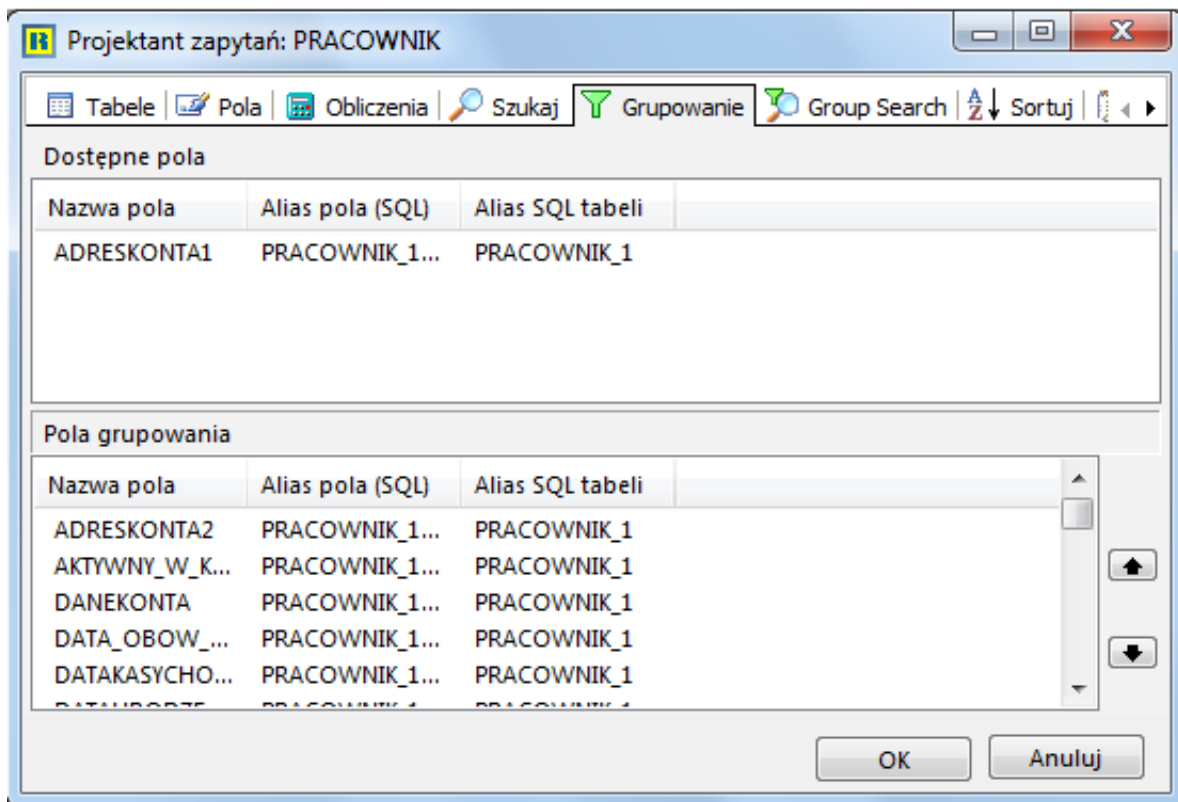 Projektant zapytań: PRACOWNIK
Tabele Pola Obliczenia Szukaj Grupowanie Group Search Sortuj
Dostępne pola
Nazwa pola Alias pola (SQL) Alias SQL tabeli
ADRESKONTA1 PRACOWNIK_1... PRACOWNIK_1
Pola grupowania
Nazwa pola Alias pola (SQL) Alias SQL tabeli
ADRESKONTA2 PRACOWNIK_1... PRACOWNIK_1
AKTYWNY_W_K... PRACOWNIK_1... PRACOWNIK_1
DANEKONTA PRACOWNIK_1... PRACOWNIK_1
DATA_OBOW_... PRACOWNIK_1... PRACOWNIK_1
DATAKASYCHO... PRACOWNIK_1... PRACOWNIK_1
OK Anuluj